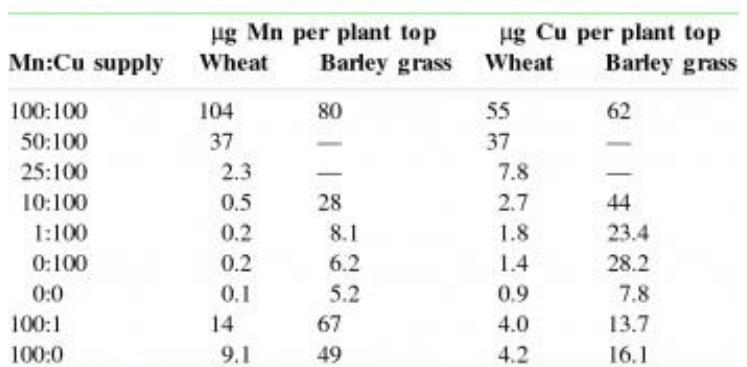 µg Mn per plant top µg Cu per plant top
Mn:Cu supply Wheat Barley grass Wheat Barley grass
100:100 104 80 55 62
50:100 37 — 37 —
25:100 2.3 — 7.8 —
10:100 0.5 28 2.7 44
1:100 0.2 8.1 1.8 23.4
0:100 0.2 6.2 1.4 28.2
0:0 0.1 5.2 0.9 7.8
100:1 14 67 4.0 13.7
100:0 9.1 49 4.2 16.1